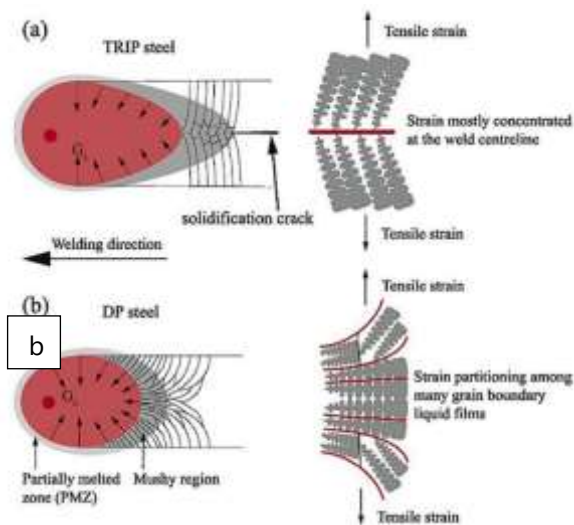 (a)
TRIP steel
Tensile strain
Strain mostly concentrated
at the weld centreline
G
solidification crack
Tensile strain
Welding direction
(b)
DP steel
Tensile strain
b
G
Strain partitioning among
many grain boundary
liquid films
Partially melted
zone (PMZ)
Mushy region
Tensile strain